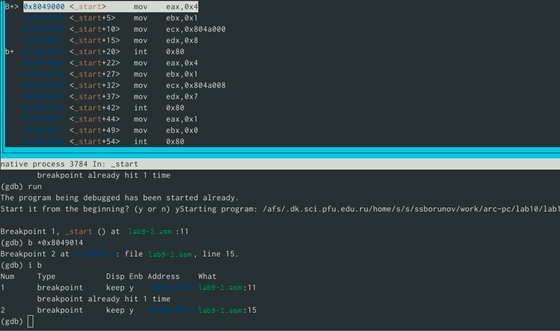 B+> 0x8049000 <_start> mov eax,0x4
<_start+5> mov ebx,0x1
<_start+10> mov ecx,0x804a000
<_start+15> mov edx,0x8
b+ <_start+20> int 0x80
<_start+22> mov eax,0x4
<_start+27> mov ebx,0x1
<_start+32> mov ecx,0x804a008
<_start+37> mov edx,0x7
<_start+42> int 0x80
<_start+44> mov eax,0x1
<_start+49> mov ebx,0x0
<_start+54> int 0x80
native process 3784 In: _start
breakpoint already hit 1 time
(gdb) run
The program being debugged has been started already.
Start it from the beginning? (y or n) yStarting program: /afs/.dk.sci.pfu.edu.ru/home/s/s/ssborunov/work/arc-pc/lab10/lab1
Breakpoint 1, _start () at lab9-2.asm:11
(gdb) b *0x8049014
Breakpoint 2 at : file lab9-2.asm, line 15.
(gdb) i b
Num Type Disp Enb Address What
1 breakpoint keep y lab9-2.asm:11
breakpoint already hit 1 time
2 breakpoint keep y lab9-2.asm:15
(gdb)